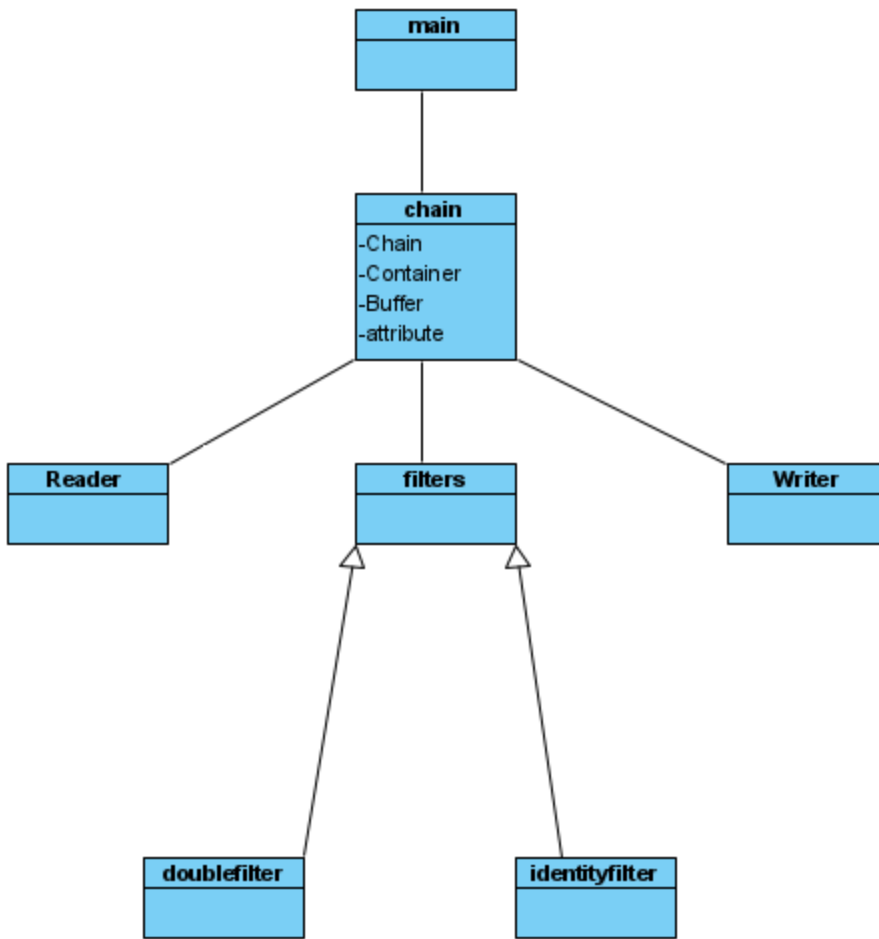 main
chain
-Chain
-Container
-Buffer
-attribute
Reader
filters
Writer
doublefilter
identityfilter